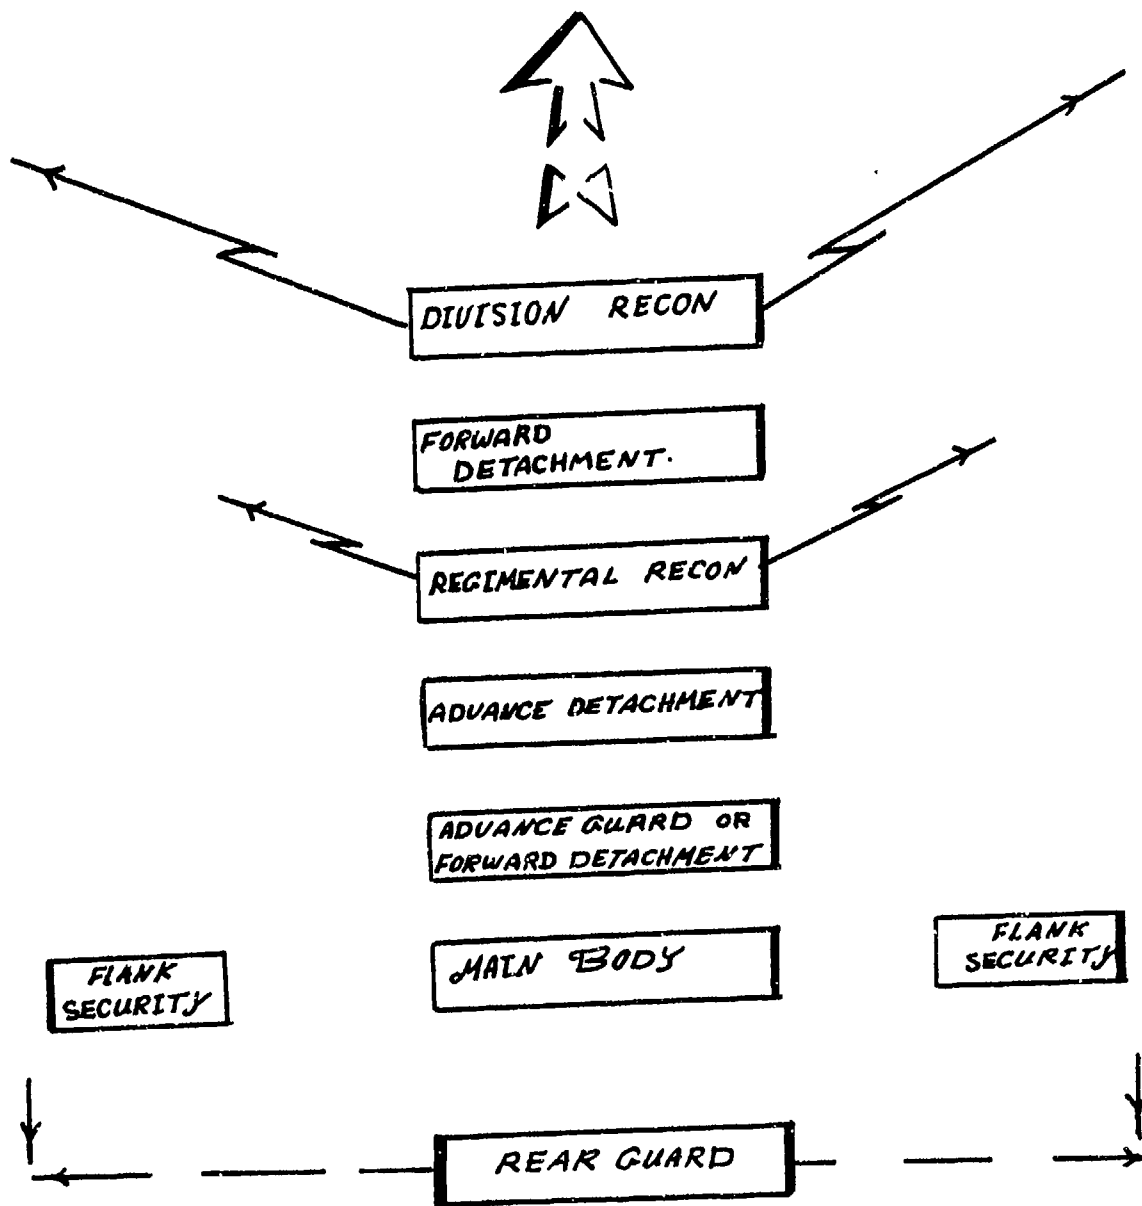 DIVISION RECON
FORWARD
DETACHMENT.
REGIMENTAL RECON
ADVANCE DETACHMENT
ADVANCE GUARD OR
FORWARD DETACHMENT
MAIN BODY
FLANK
SECURITY
FLANK
SECURITY
REAR GUARD